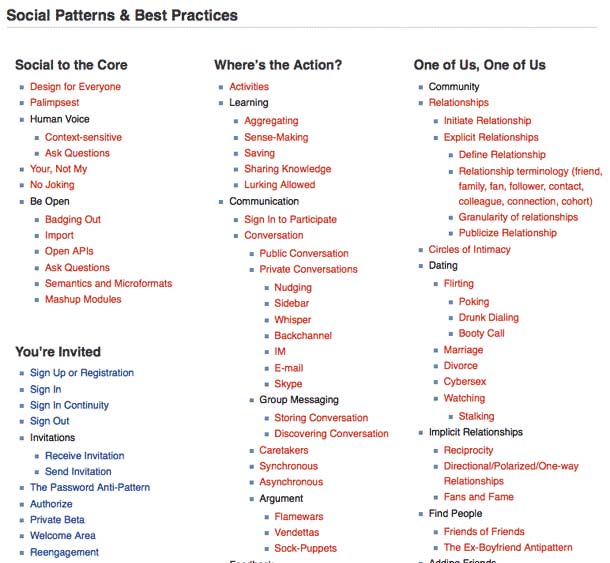 Social Patterns & Best Practices
Social to the Core
Design for Everyone
Palimpsest
Human Voice
Context-sensitive
Ask Questions
Your, Not My
No Joking
Be Open
Badging Out
Import
Open APIs
Ask Questions
Semantics and Microformats
Mashup Modules
You're Invited
Sign Up or Registration
Sign In
Sign In Continuity
Sign Out
Invitations
Receive Invitation
Send Invitation
The Password Anti-Pattern
Authorize
Private Beta
Welcome Area
Reengagement
Where's the Action?
Activities
Learning
Aggregating
Sense-Making
Saving
Sharing Knowledge
Lurking Allowed
Communication
Sign In to Participate
Conversation
Public Conversation
Private Conversations
Nudging
Sidebar
Whisper
Backchannel
IM
E-mail
Skype
Group Messaging
Storing Conversation
Discovering Conversation
Caretakers
Synchronous
Asynchronous
Argument
Flamewars
Vendettas
Sock-Puppets
Feedback
One of Us, One of Us
Community
Relationships
Initiate Relationship
Explicit Relationships
Define Relationship
Relationship terminology (friend,
family, fan, follower, contact,
colleague, connection, cohort)
Granularity of relationships
Publicize Relationship
Circles of Intimacy
Dating
Flirting
Poking
Drunk Dialing
Booty Call
Marriage
Divorce
Cybersex
Watching
Stalking
Implicit Relationships
Reciprocity
Directional/Polarized/One-way
Relationships
Fans and Fame
Find People
Friends of Friends
The Ex-Boyfriend Antipattern
Adding Friends